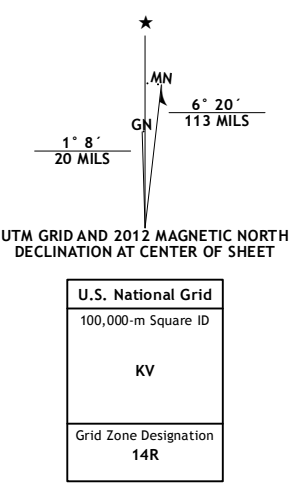 ★
MN
6° 20´
113 MILS
GN
1° 8´
20 MILS
UTM GRID AND 2012 MAGNETIC NORTH
DECLINATION AT CENTER OF SHEET
U.S. National Grid
100,000-m Square ID
KV
Grid Zone Designation
14R